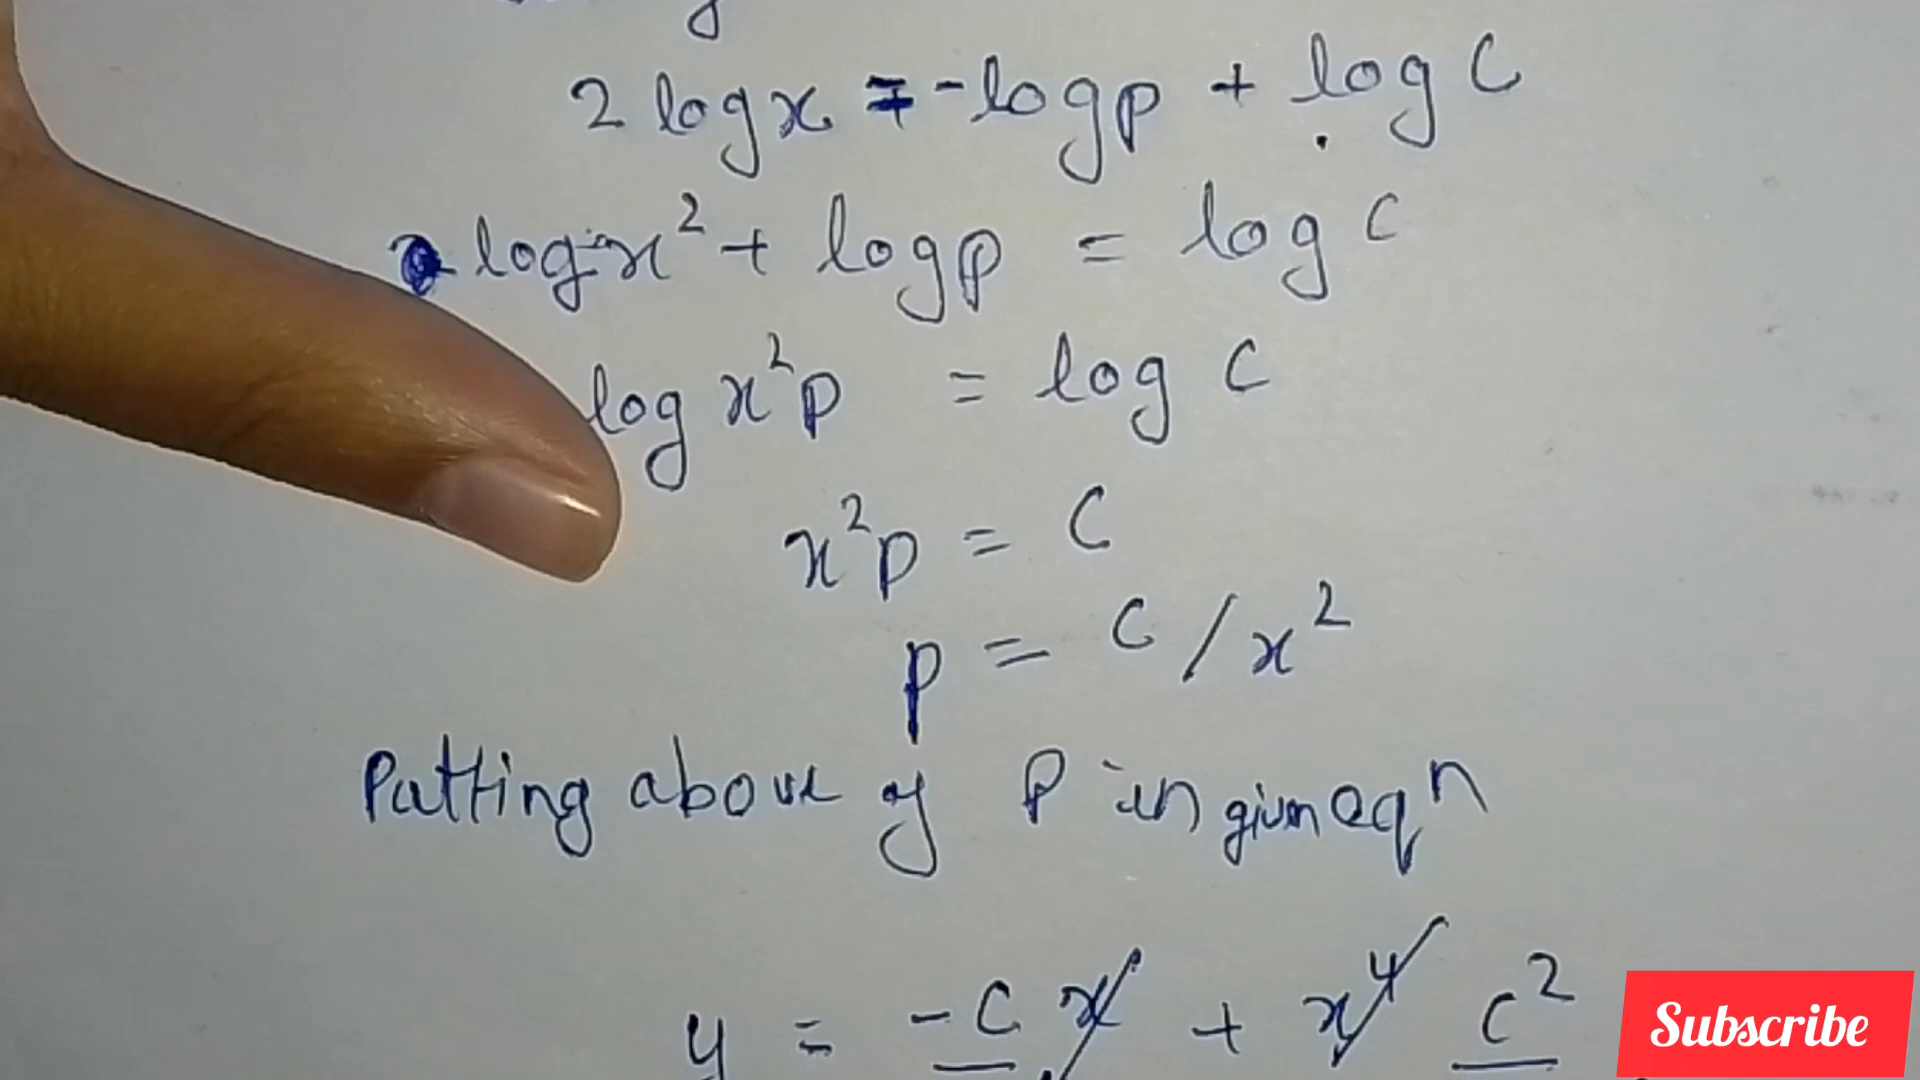 2 log x = -log p + log C
log x² + log p = log C
log x²p = log C
x²p = C
p = C / x²
Putting above of P in given eqn
y = -C x + x⁴ C²
Subscribe